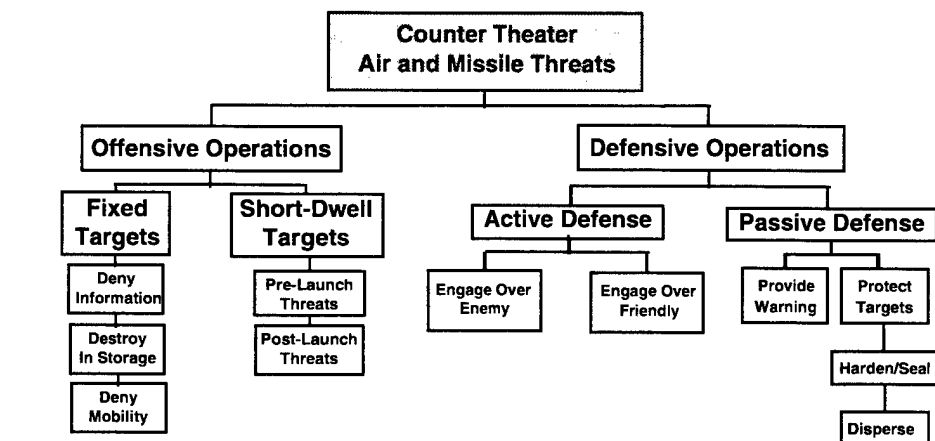 Counter Theater
Air and Missile Threats
Offensive Operations
Defensive Operations
Fixed
Targets
Short-Dwell
Targets
Active Defense
Passive Defense
Deny
Information
Destroy
In Storage
Deny
Mobility
Pre-Launch
Threats
Post-Launch
Threats
Engage Over
Enemy
Engage Over
Friendly
Provide
Warning
Protect
Targets
Harden/Seal
Disperse